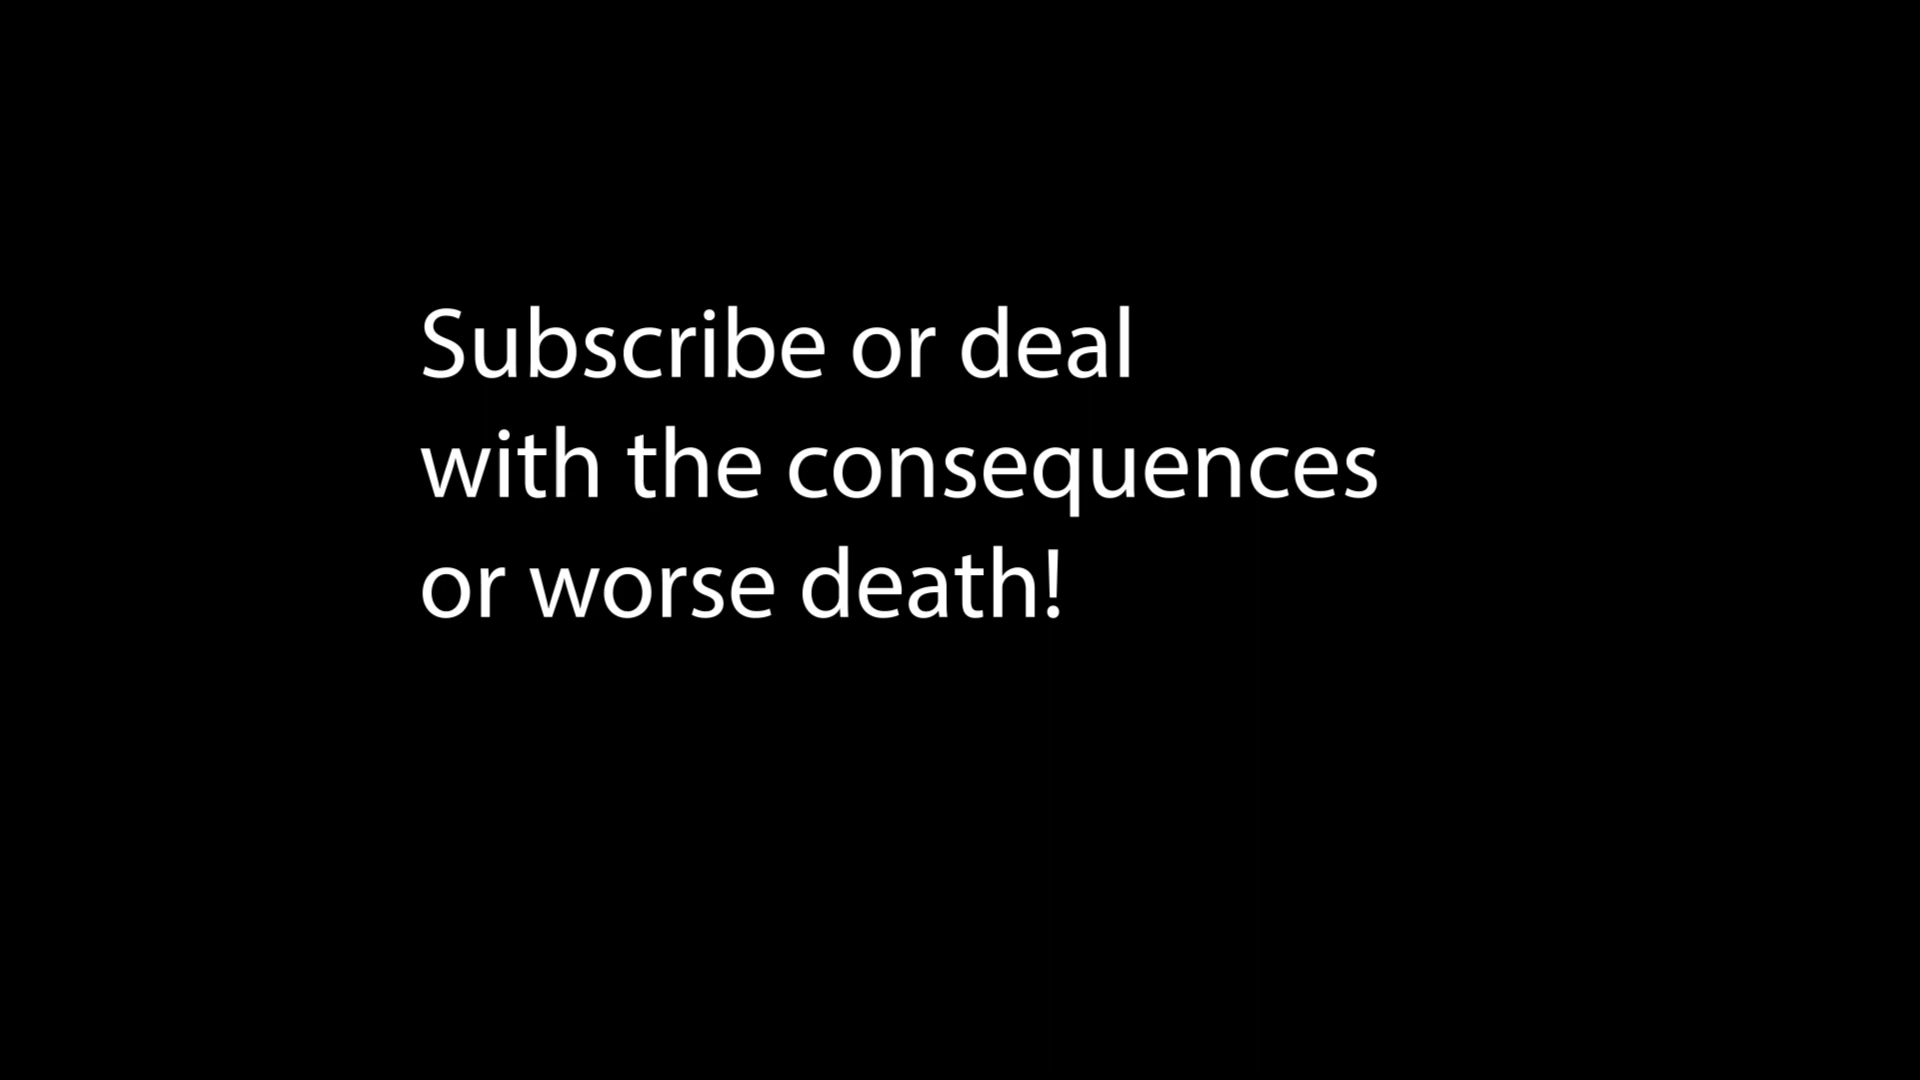 Subscribe or deal
with the consequences
or worse death!